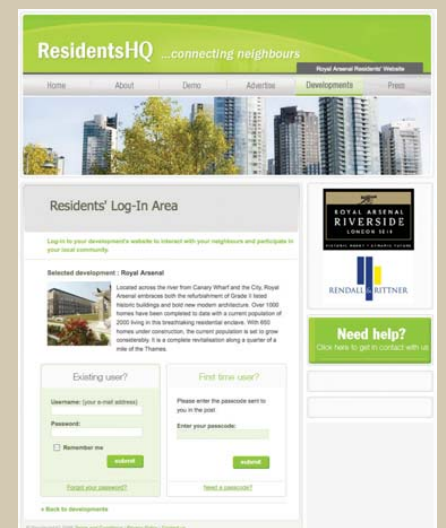 ResidentsHQ ...connecting neighbours
Royal Arsenal Residents' Website
Home About Demo Advertise Developments Press
Residents' Log-In Area
Log-in to your development's website to interact with your neighbours and participate in
your local community.
Selected development : Royal Arsenal
Located across the river from Canary Wharf and the City, Royal
Arsenal embraces both the refurbishment of Grade II listed
historic buildings and bold new modern architecture. Over 1000
homes have been completed to date with a current population of
2000 living in this breathtaking residential enclave. With 650
homes under construction, the current population is set to grow
considerably. It is a complete revitalisation along a quarter of a
mile of the Thames.
Existing user?
Username: (your e-mail address)
Password:
Remember me
submit
Forgot your password?
First time user?
Please enter the passcode sent to
you in the post
Enter your passcode:
submit
Need a passcode?
« Back to developments
ROYAL ARSENAL
RIVERSIDE
LONDON SE18
RENDALL & RITTNER
Need help?
Click here to get in contact with us